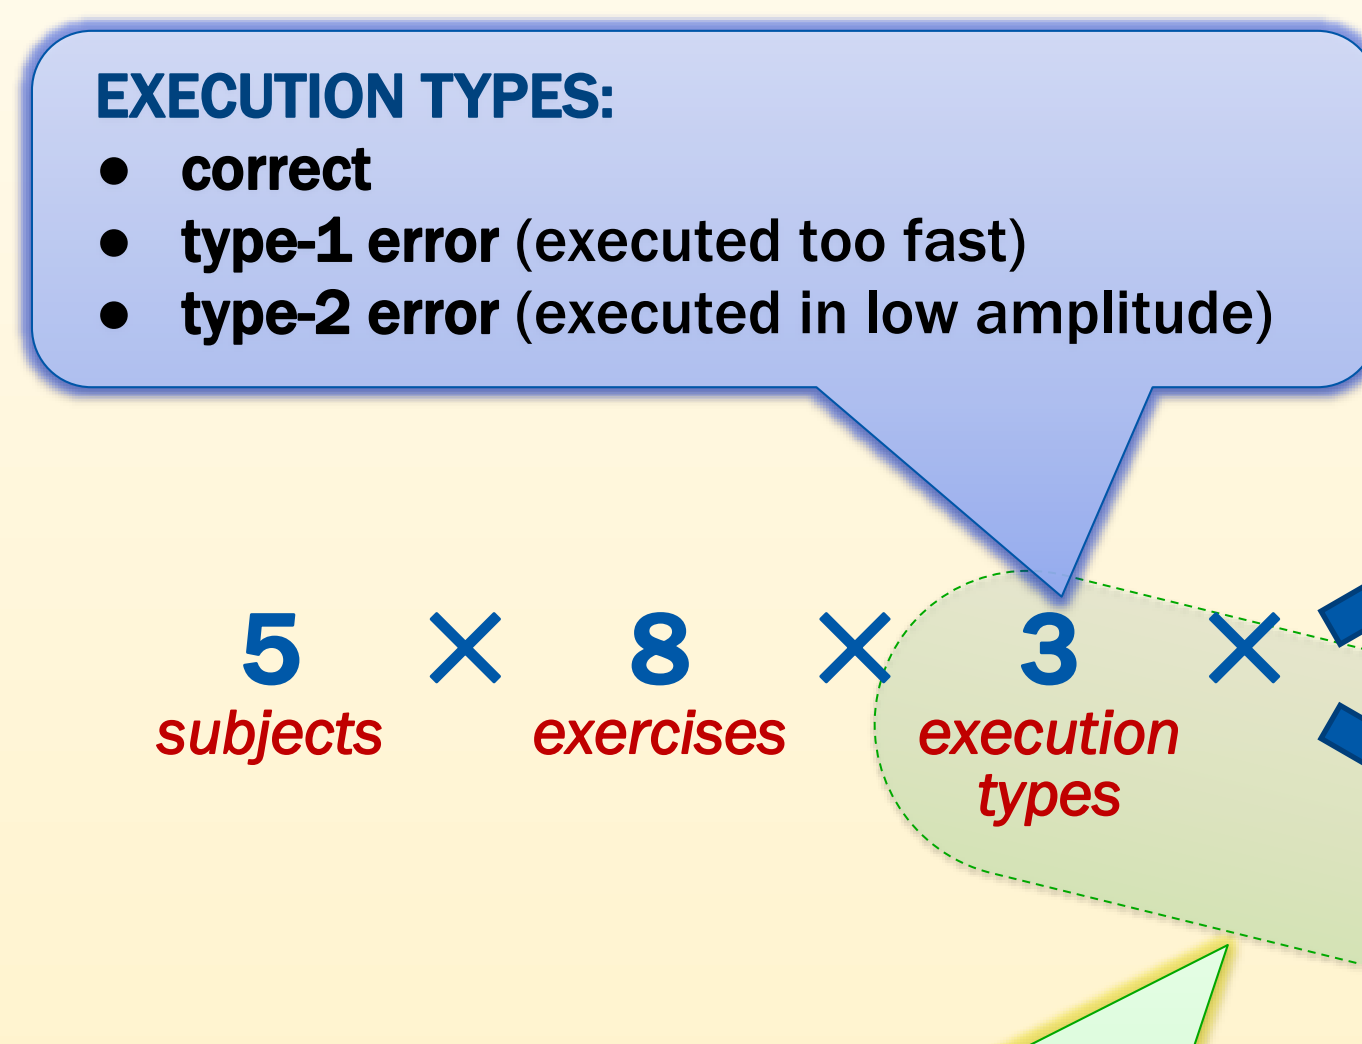 EXECUTION TYPES:
● correct
● type-1 error (executed too fast)
● type-2 error (executed in low amplitude)
5 × 8 × 3 ×
subjects exercises execution
types